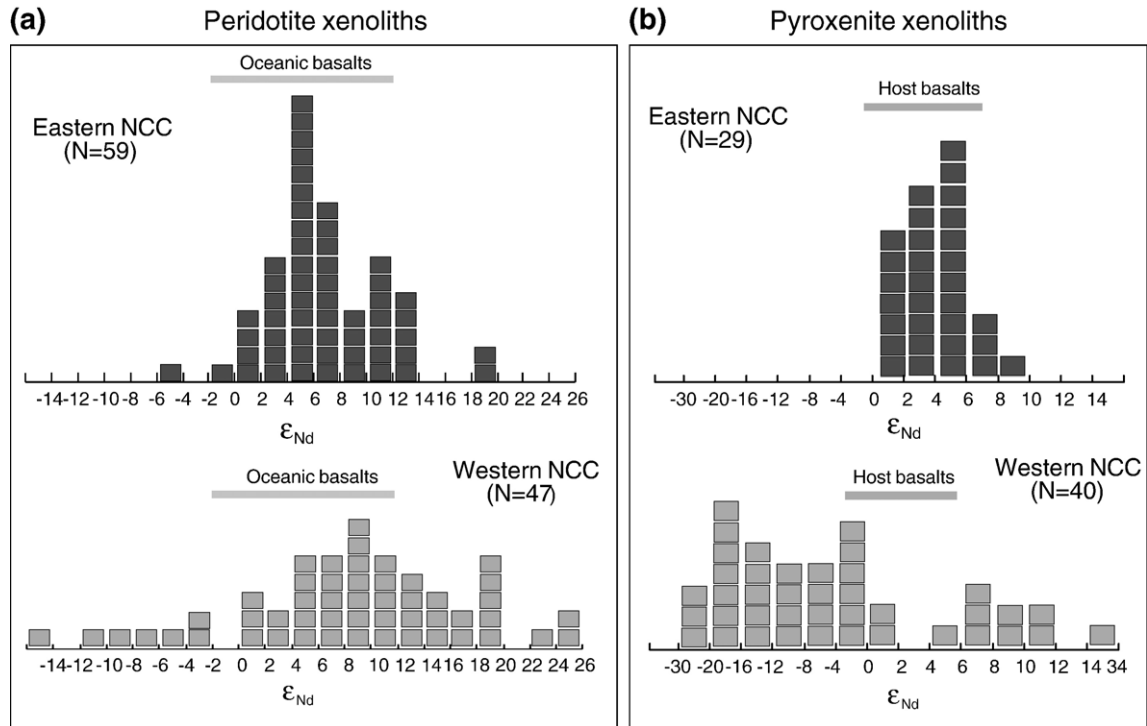 (a) Peridotite xenoliths
Oceanic basalts
Eastern NCC
(N=59)
-14 -12 -10 -8 -6 -4 -2 0 2 4 6 8 10 12 14 16 18 20 22 24 26
εNd
Oceanic basalts
Western NCC
(N=47)
-14 -12 -10 -8 -6 -4 -2 0 2 4 6 8 10 12 14 16 18 20 22 24 26
εNd
(b) Pyroxenite xenoliths
Host basalts
Eastern NCC
(N=29)
-30 -20 -16 -12 -8 -4 0 2 4 6 8 10 12 14
εNd
Host basalts
Western NCC
(N=40)
-30 -20 -16 -12 -8 -4 0 2 4 6 8 10 12 14 34
εNd